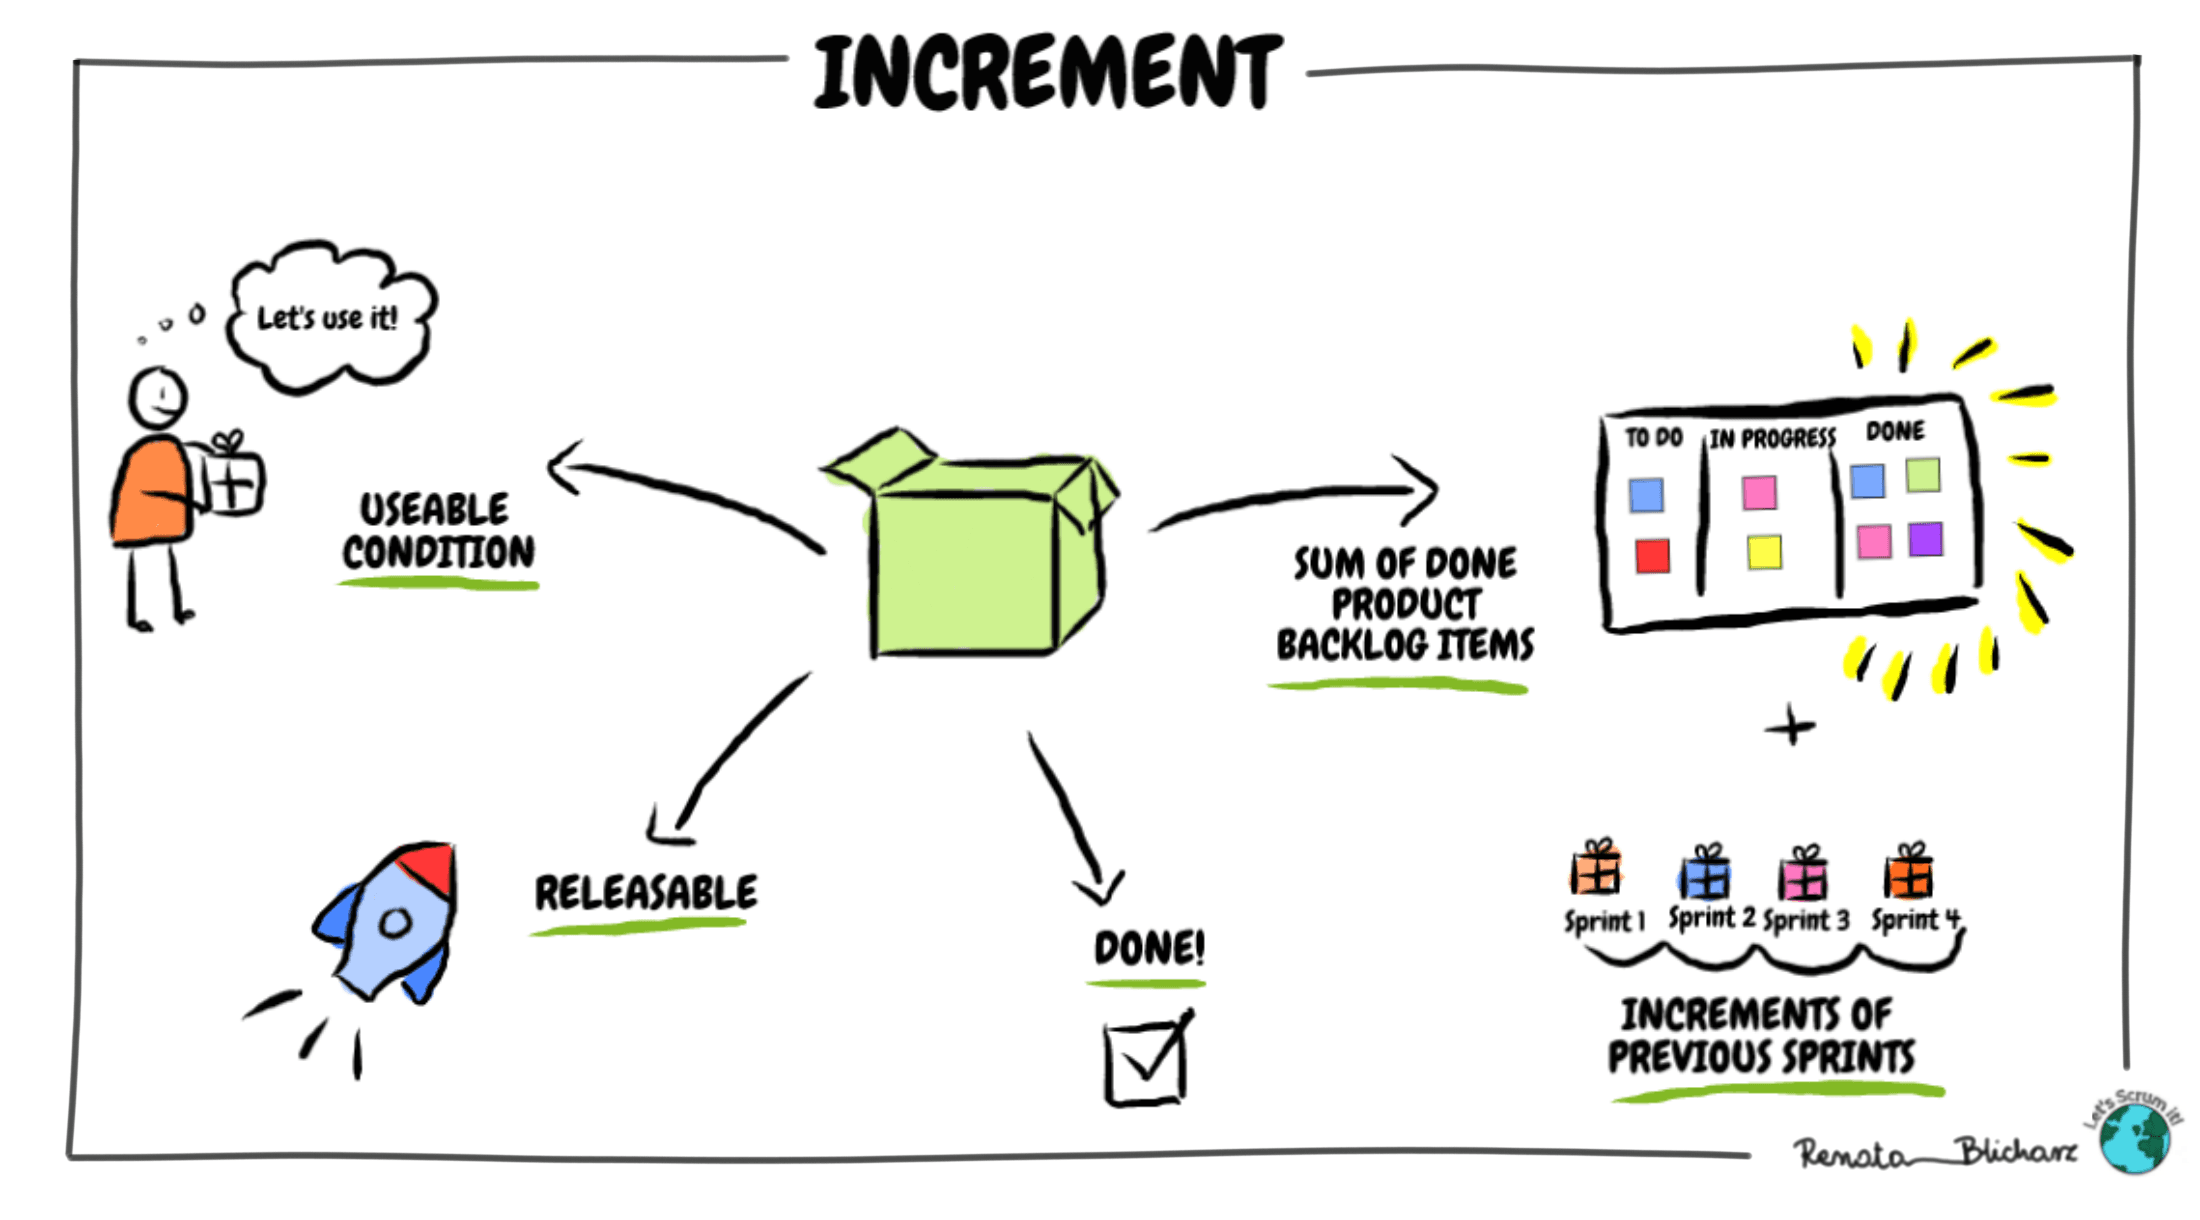 INCREMENT
Let's use it!
USEABLE
CONDITION
SUM OF DONE
PRODUCT
BACKLOG ITEMS
TO DO
IN PROGRESS
DONE
RELEASABLE
DONE!
+
Sprint 1
Sprint 2
Sprint 3
Sprint 4
INCREMENTS OF
PREVIOUS SPRINTS
Renata Blicharz
Let's Scrum it!